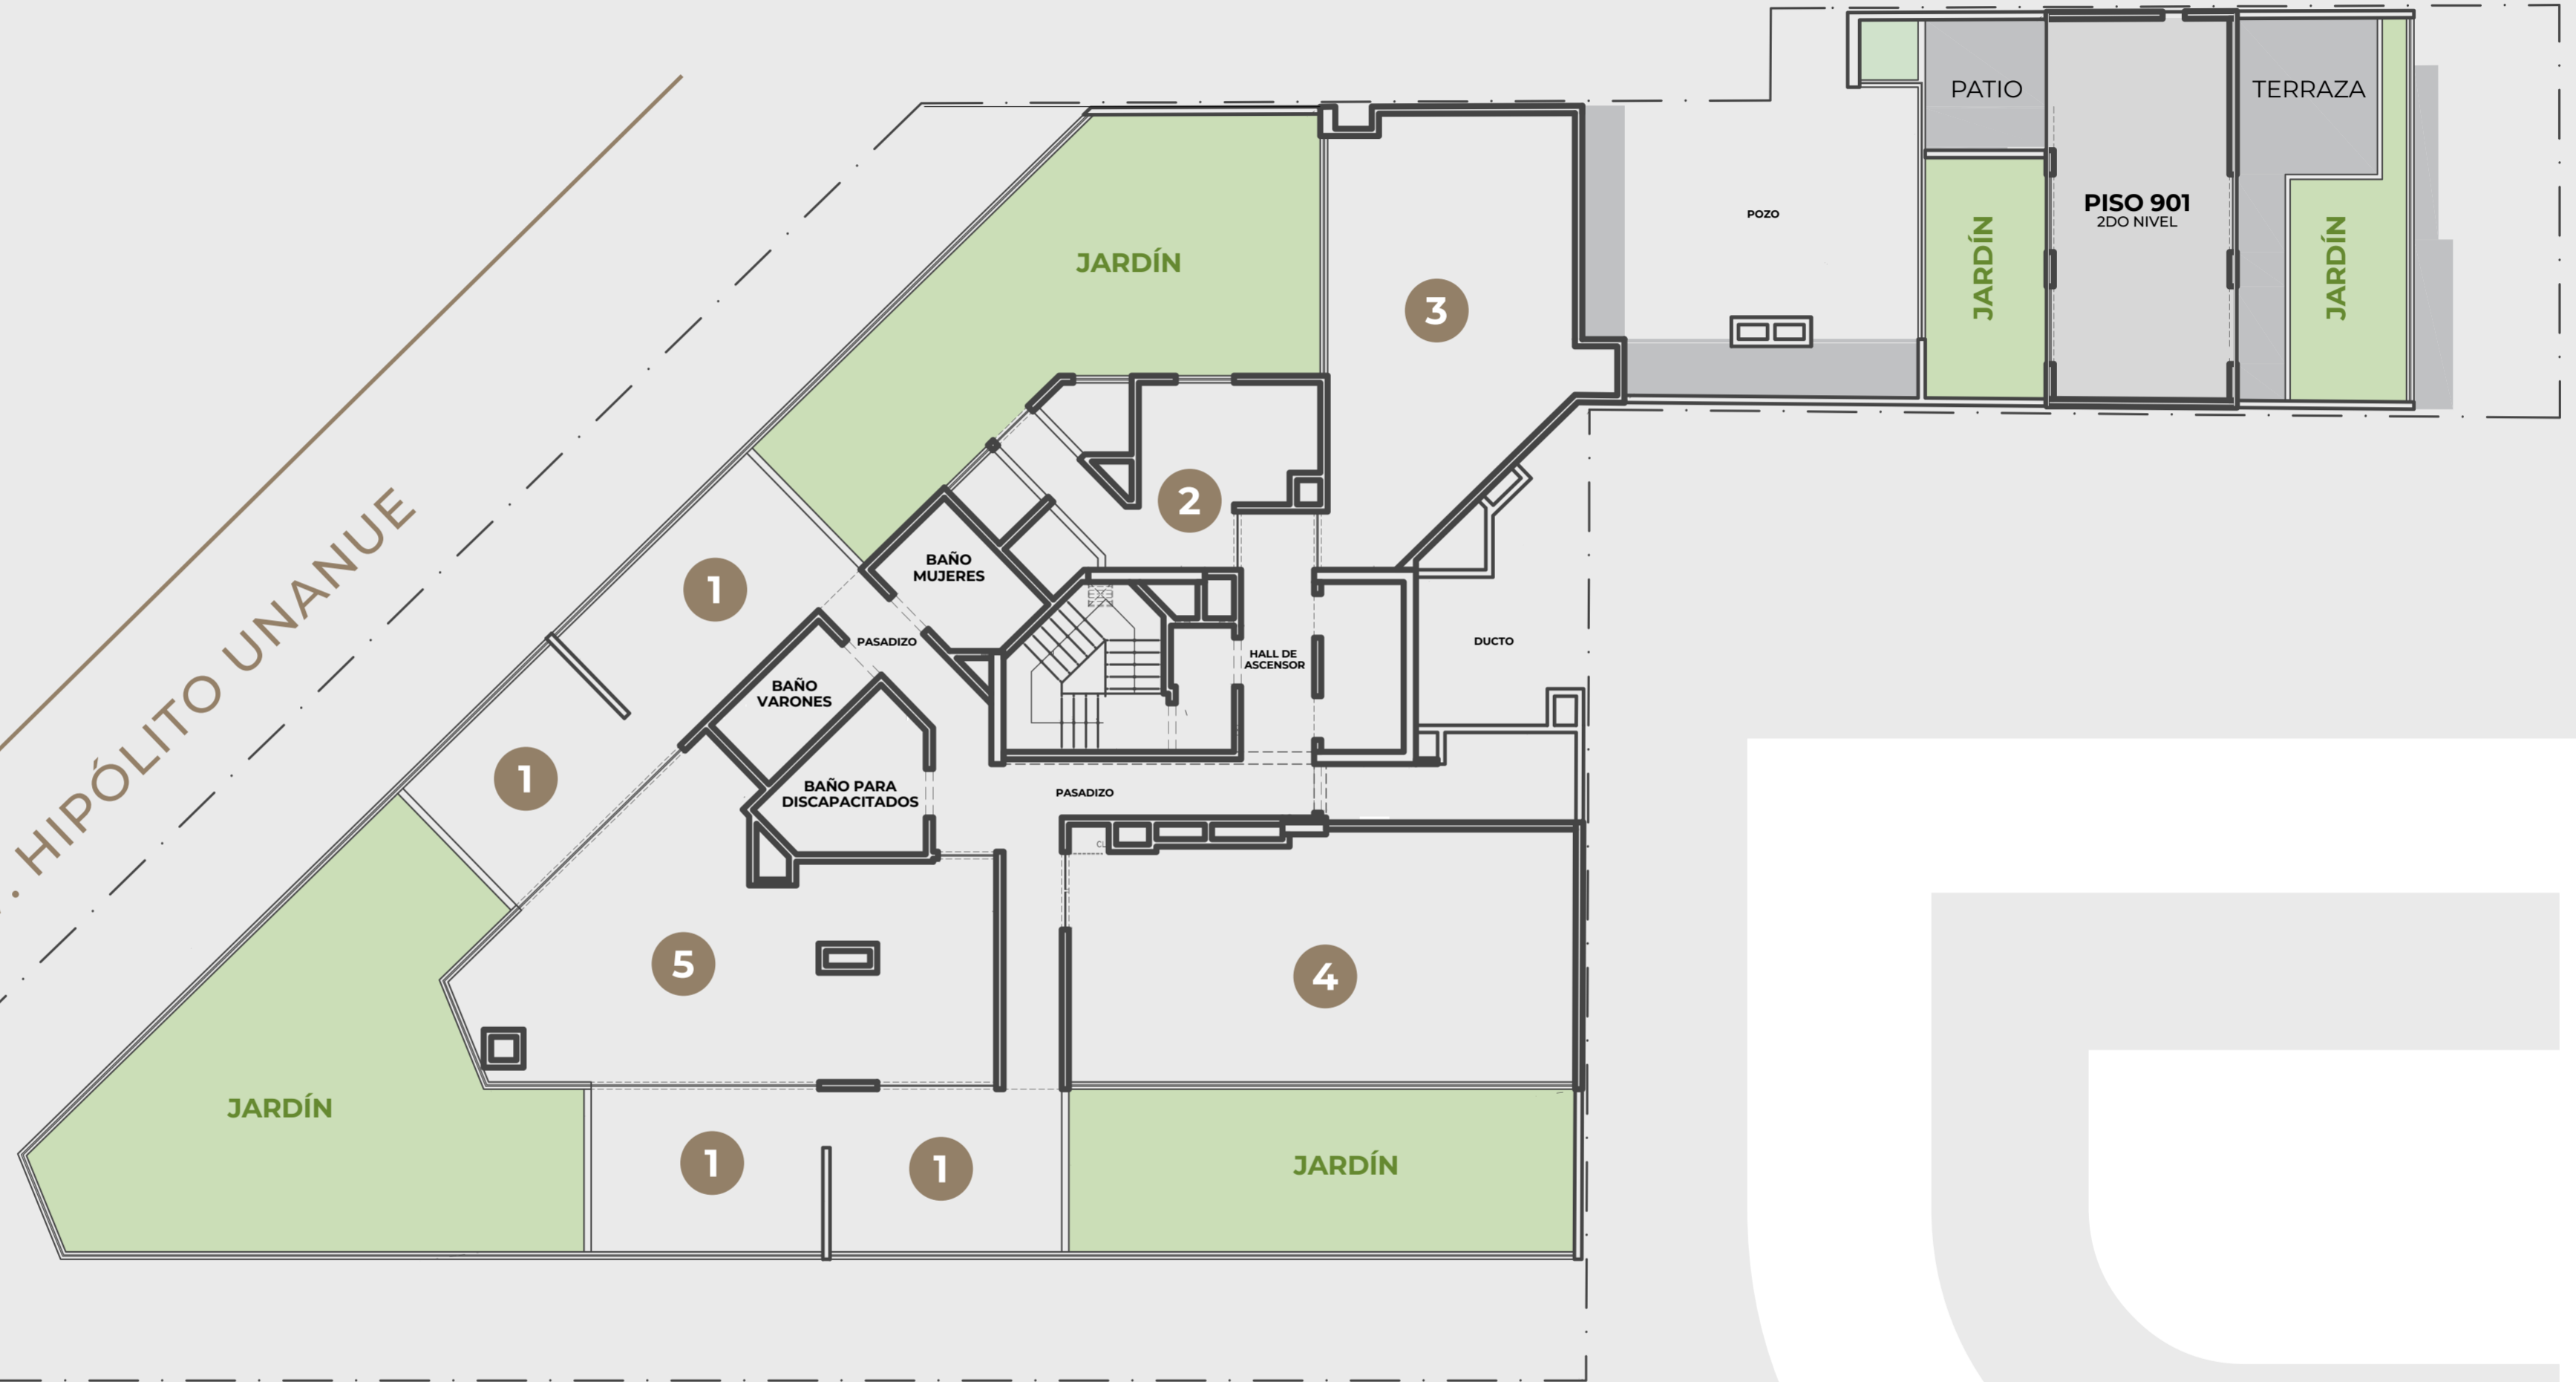 PATIO
TERRAZA
PISO 901
2DO NIVEL
POZO
JARDÍN
JARDÍN
JARDÍN
3
2
BAÑO
MUJERES
1
PASADIZO
HALL DE
ASCENSOR
DUCTO
BAÑO
VARONES
. HIPÓLITO UNANUE
1
BAÑO PARA
DISCAPACITADOS
PASADIZO
5
4
JARDÍN
1
1
JARDÍN